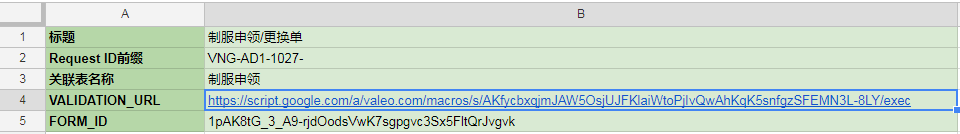 A B
1 标题 制服申领/更换单
2 Request ID前缀 VNG-AD1-1027-
3 关联表名称 制服申领
4 VALIDATION_URL https://script.google.com/a/valeo.com/macros/s/AKfycbxqjmJAW5OsjUJFKlaiWtoPjlvQwAhKqK5snfgzSFEMN3L-8LY/exec
5 FORM_ID 1pAK8tG_3_A9-rjdOodsVwK7sgpgvc3Sx5FltQrJvgvk